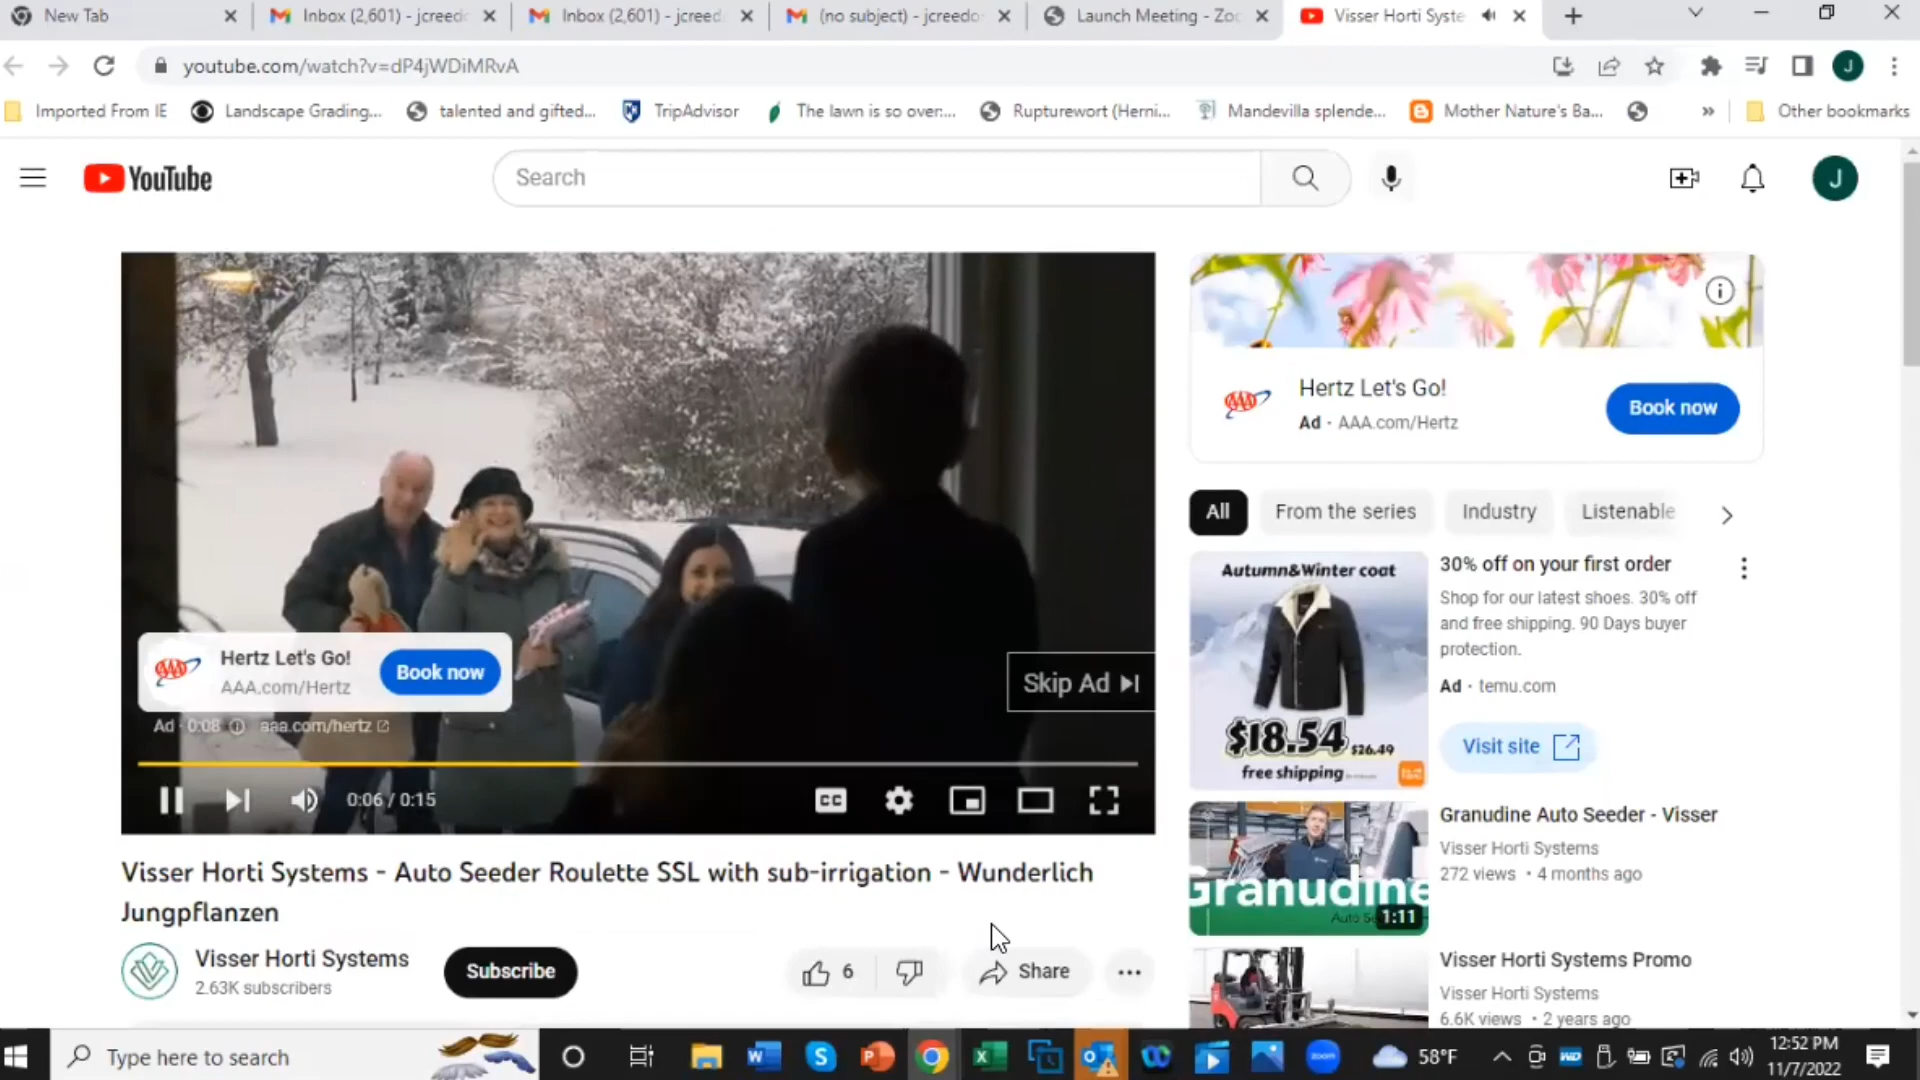 New Tab
Inbox (2,601) - jcreed
Inbox (2,601) - jcreed
(no subject) - jcreedo
Launch Meeting - Zoo
Visser Horti Syste
youtube.com/watch?v=dP4jWDiMRvA
J
Imported From IE
Landscape Grading...
talented and gifted...
TripAdvisor
The lawn is so over:...
Rupturewort (Herni...
Mandevilla splende...
Mother Nature's Ba...
»
Other bookmarks
YouTube
Search
J
Hertz Let's Go!
Ad · AAA.com/Hertz
Book now
Hertz Let's Go!
AAA.com/Hertz
Book now
Skip Ad
Ad · 0:08 aaa.com/hertz
0:06 / 0:15
CC
All
From the series
Industry
Listenable
Autumn&Winter coat
$18.54 $26.49
free shipping
30% off on your first order
Shop for our latest shoes. 30% off
and free shipping. 90 Days buyer
protection.
Ad · temu.com
Visit site
Visser Horti Systems - Auto Seeder Roulette SSL with sub-irrigation - Wunderlich
Jungpflanzen
Visser Horti Systems
2.63K subscribers
Subscribe
6
Share
Granudine
1:11
Granudine Auto Seeder - Visser
Visser Horti Systems
272 views · 4 months ago
Visser Horti Systems Promo
Visser Horti Systems
6.6K views · 2 years ago
Type here to search
zoom
58°F
WD
12:52 PM
11/7/2022